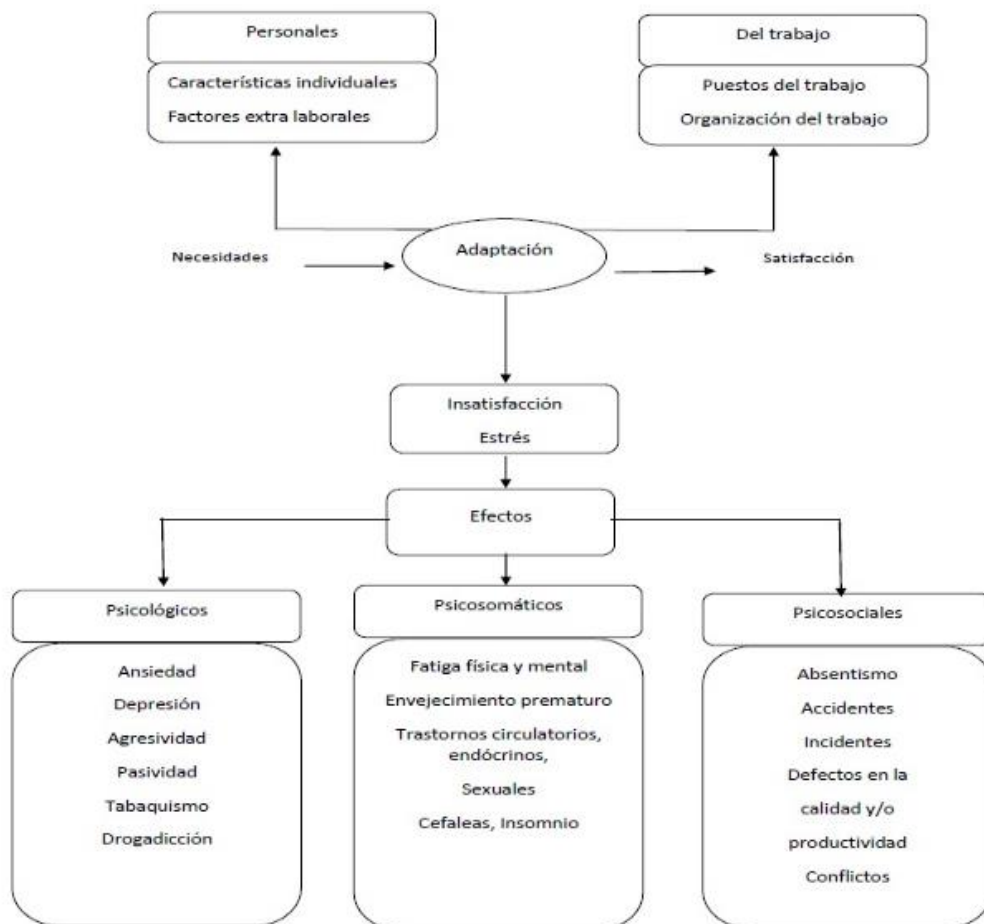 Personales
Características individuales
Factores extra laborales
Del trabajo
Puestos del trabajo
Organización del trabajo
Necesidades
Adaptación
Satisfacción
Insatisfacción
Estrés
Efectos
Psicológicos
Ansiedad
Depresión
Agresividad
Pasividad
Tabaquismo
Drogadicción
Psicosomáticos
Fatiga física y mental
Envejecimiento prematuro
Trastornos circulatorios,
endócrinos,
Sexuales
Cefaleas, Insomnio
Psicosociales
Absentismo
Accidentes
Incidentes
Defectos en la
calidad y/o
productividad
Conflictos